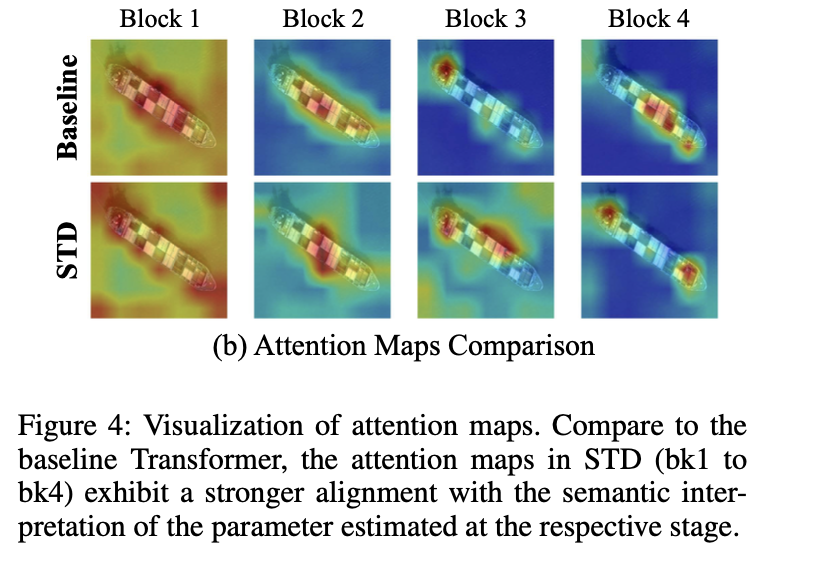 Block 1 Block 2 Block 3 Block 4
Baseline
STD
(b) Attention Maps Comparison
Figure 4: Visualization of attention maps. Compare to the
baseline Transformer, the attention maps in STD (bk1 to
bk4) exhibit a stronger alignment with the semantic inter-
pretation of the parameter estimated at the respective stage.